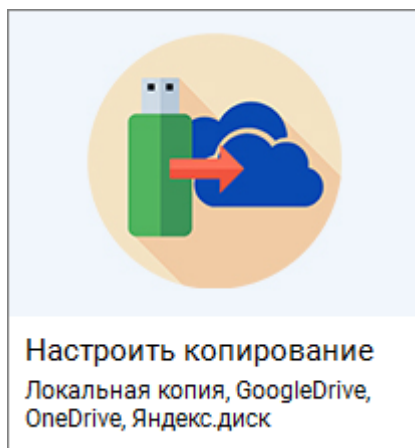 Настроить копирование
Локальная копия, GoogleDrive,
OneDrive, Яндекс.диск